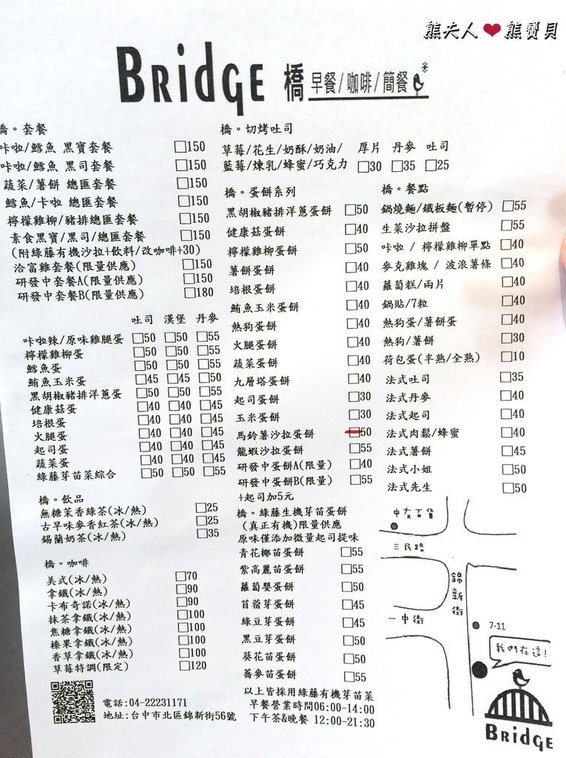 熊夫人❤熊寶貝
BRidgE 橋 早餐/咖啡/簡餐
橋。套餐
咔啦/鱈魚 黑寶套餐 □150
咔啦/鱈魚 黑司套餐 □150
蔬菜/薯餅 總匯套餐 □150
鱈魚/卡啦 總匯套餐 □150
檸檬雞柳/豬排總匯套餐 □150
素食黑寶/黑司/總匯套餐 □150
(附綠藤有機沙拉+飲料/改咖啡+30)
洽富雞套餐(限量供應) □150
研發中套餐A(限量供應) □150
研發中套餐B(限量供應) □180
吐司 漢堡 丹麥
咔啦辣/原味雞腿蛋 □50 □50 □55
檸檬雞柳蛋 □50 □50 □55
鱈魚蛋 □50 □50 □55
鮪魚玉米蛋 □45 □45 □50
黑胡椒豬排洋蔥蛋 □50 □50 □55
健康菇蛋 □40 □40 □45
培根蛋 □40 □40 □45
火腿蛋 □40 □40 □45
起司蛋 □40 □40 □45
蔬菜蛋 □40 □40 □45
綠藤芽苗菜綜合 □50 □50 □55
橋。飲品
無糖茉香綠茶(冰/熱) □25
古早味麥香紅茶(冰/熱) □25
錫蘭奶茶(冰/熱) □35
橋。咖啡
美式(冰/熱) □70
拿鐵(冰/熱) □90
卡布奇諾(冰/熱) □90
抹茶拿鐵(冰/熱) □100
焦糖拿鐵(冰/熱) □100
榛果拿鐵(冰/熱) □100
香草拿鐵(冰/熱) □100
草莓特調(限定) □120
電話:04-22231171
地址:台中市北區錦新街56號
橋。切烤吐司
草莓/花生/奶酥/奶油/ 厚片 丹麥 吐司
藍莓/煉乳/蜂蜜/巧克力 □30 □35 □25
橋。蛋餅系列
黑胡椒豬排洋蔥蛋餅 □50
健康菇蛋餅 □40
檸檬雞柳蛋餅 □50
薯餅蛋餅 □40
培根蛋餅 □40
鮪魚玉米蛋餅 □40
熱狗蛋餅 □40
火腿蛋餅 □40
蔬菜蛋餅 □40
九層塔蛋餅 □40
起司蛋餅 □30
玉米蛋餅 □30
馬鈴薯沙拉蛋餅 □50
龍蝦沙拉蛋餅 □55
研發中蛋餅A(限量) □40
研發中蛋餅B(限量) □55
+起司加5元
橋。綠藤生機芽苗蛋餅
(真正有機)限量供應
原味僅添加微量起司提味
青花椰苗蛋餅 □55
紫高麗苗蛋餅 □55
蘿蔔嬰蛋餅 □50
苜蓿芽蛋餅 □45
綠豆芽蛋餅 □45
黑豆芽蛋餅 □50
葵花苗蛋餅 □50
蕎麥苗蛋餅 □55
以上皆採用綠藤有機芽苗菜
早餐營業時間06:00-14:00
下午茶&晚餐 12:00-21:30
橋。餐點
鍋燒麵/鐵板麵(暫停) □55
生菜沙拉拼盤 □55
咔啦 / 檸檬雞柳單點 □40
麥克雞塊 / 波浪薯條 □40
蘿蔔糕/兩片 □40
鍋貼/7粒 □40
熱狗蛋/薯餅蛋 □40
熱狗/薯餅 □30
荷包蛋(半熟/全熟) □10
法式吐司 □35
法式丹麥 □40
法式起司 □40
法式肉鬆/蜂蜜 □40
法式薯餅 □45
法式小姐 □50
法式先生 □50
中友百貨
三民路
錦新街
一中街
7-11
我們在這!
BRidgE